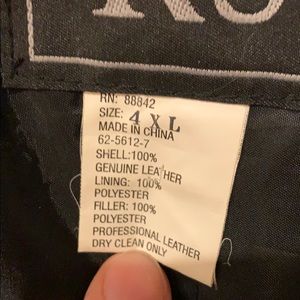 RN: 88842
SIZE: 4 X L
MADE IN CHINA
62-5612-7
SHELL:100%
GENUINE LEATHER
LINING: 100%
POLYESTER
FILLER: 100%
POLYESTER
PROFESSIONAL LEATHER
DRY CLEAN ONLY